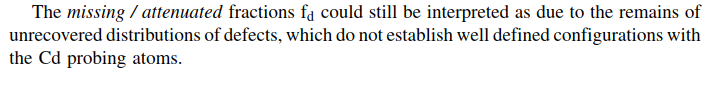 The missing / attenuated fractions fd could still be interpreted as due to the remains of
unrecovered distributions of defects, which do not establish well defined configurations with
the Cd probing atoms.